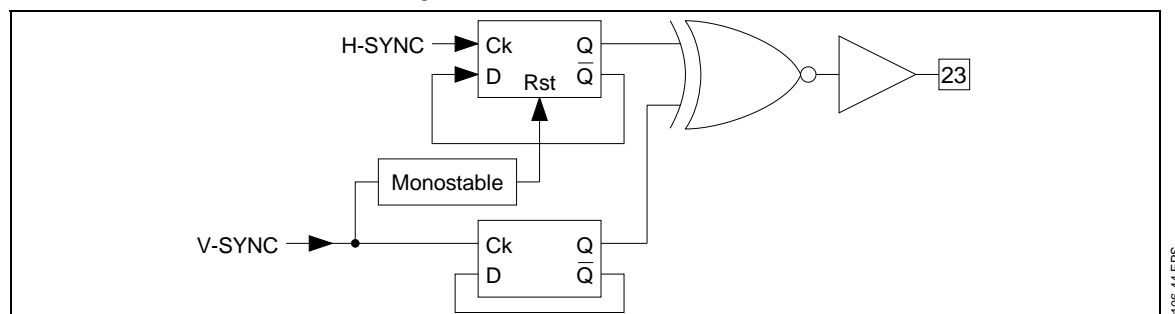 H-SYNC
Ck
Q
D
Q
Rst
23
Monostable
V-SYNC
Ck
Q
D
Q